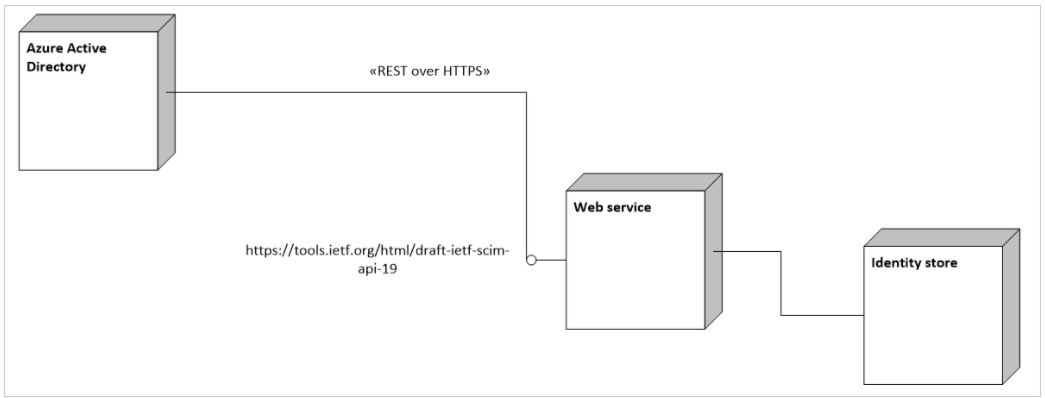 Azure Active
Directory
«REST over HTTPS»
Web service
https://tools.ietf.org/html/draft-ietf-scim-
api-19
Identity store